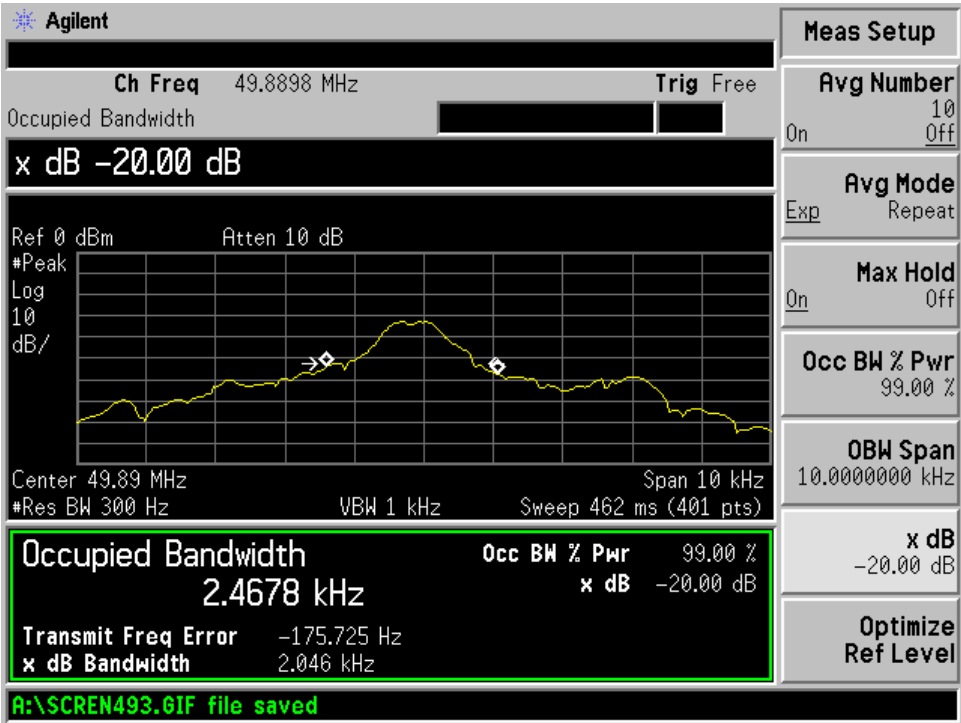 Agilent
Meas Setup
Ch Freq 49.8898 MHz Trig Free
Occupied Bandwidth
x dB -20.00 dB
Ref 0 dBm Atten 10 dB
#Peak
Log
10
dB/
Center 49.89 MHz Span 10 kHz
#Res BW 300 Hz VBW 1 kHz Sweep 462 ms (401 pts)
Occupied Bandwidth
2.4678 kHz
Occ BW % Pwr 99.00 %
x dB -20.00 dB
Transmit Freq Error -175.725 Hz
x dB Bandwidth 2.046 kHz
A:\SCREN493.GIF file saved
Avg Number
10
On Off
Avg Mode
Exp Repeat
Max Hold
On Off
Occ BW % Pwr
99.00 %
OBW Span
10.0000000 kHz
x dB
-20.00 dB
Optimize
Ref Level